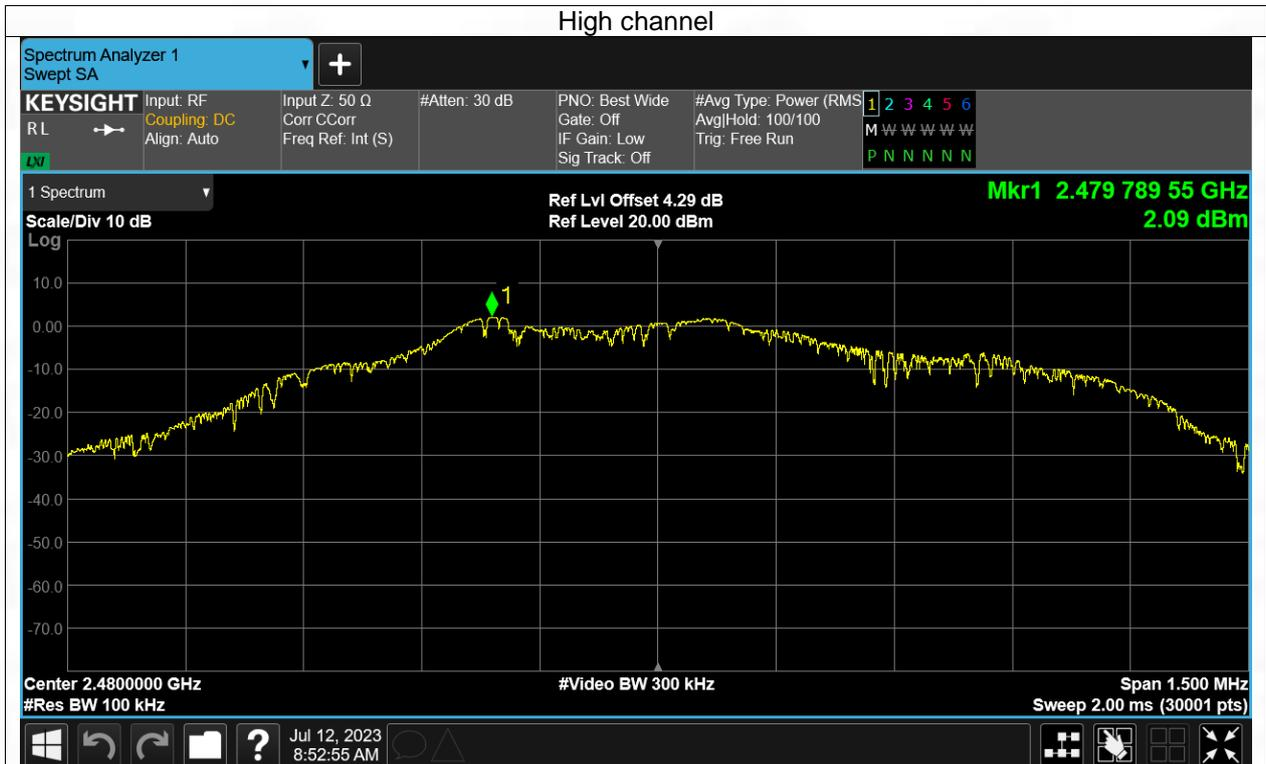 High channel
Spectrum Analyzer 1
Swept SA
KEYSIGHT
R L
LXI
Input: RF
Coupling: DC
Align: Auto
Input Z: 50 Ω
Corr CCorr
Freq Ref: Int (S)
#Atten: 30 dB
PNO: Best Wide
Gate: Off
IF Gain: Low
Sig Track: Off
#Avg Type: Power (RMS
Avg|Hold: 100/100
Trig: Free Run
1 2 3 4 5 6
M W W W W W
P N N N N N
1 Spectrum
Scale/Div 10 dB
Log
Ref Lvl Offset 4.29 dB
Ref Level 20.00 dBm
Mkr1 2.479 789 55 GHz
2.09 dBm
1
10.0
0.00
-10.0
-20.0
-30.0
-40.0
-50.0
-60.0
-70.0
Center 2.4800000 GHz
#Res BW 100 kHz
#Video BW 300 kHz
Span 1.500 MHz
Sweep 2.00 ms (30001 pts)
?
Jul 12, 2023
8:52:55 AM